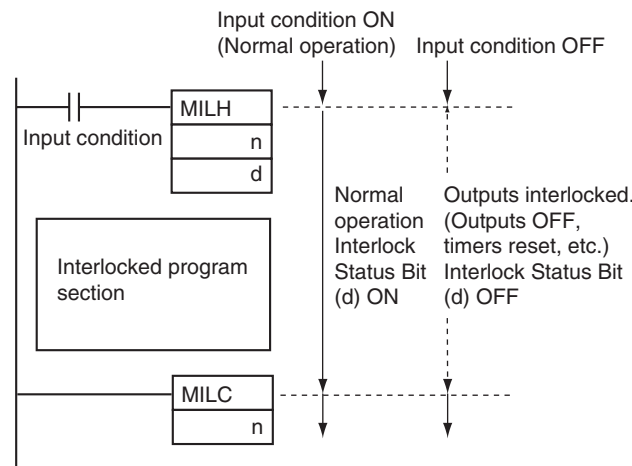 Input condition ON
(Normal operation)
Input condition OFF
MILH
Input condition
n
d
Normal
operation
Interlock
Status Bit
(d) ON
Outputs interlocked.
(Outputs OFF,
timers reset, etc.)
Interlock Status Bit
(d) OFF
Interlocked program
section
MILC
n